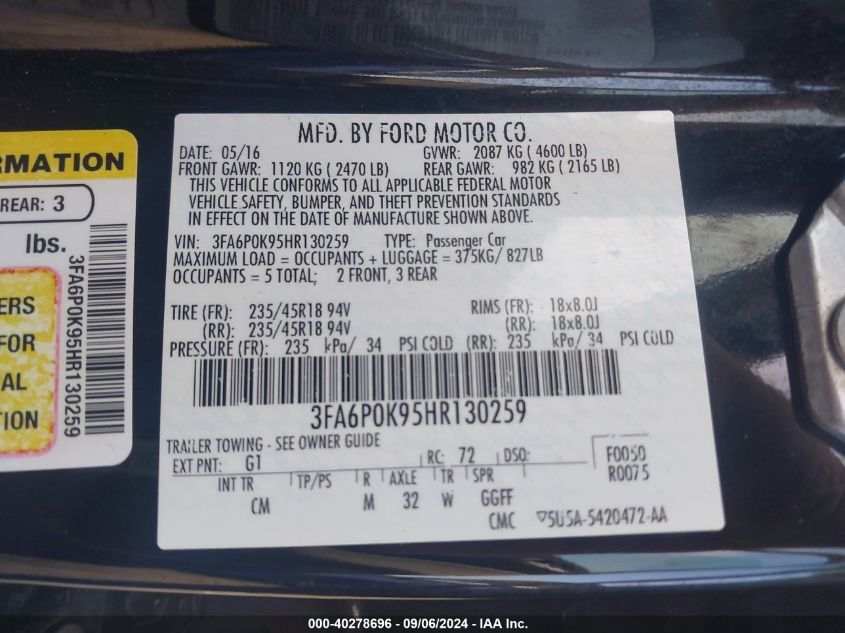 MFD. BY FORD MOTOR CO.
DATE: 05/16 GVWR: 2087 KG ( 4600 LB)
FRONT GAWR: 1120 KG ( 2470 LB) REAR GAWR: 982 KG ( 2165 LB)
THIS VEHICLE CONFORMS TO ALL APPLICABLE FEDERAL MOTOR
VEHICLE SAFETY, BUMPER, AND THEFT PREVENTION STANDARDS
IN EFFECT ON THE DATE OF MANUFACTURE SHOWN ABOVE.
VIN: 3FA6P0K95HR130259 TYPE: Passenger Car
MAXIMUM LOAD = OCCUPANTS + LUGGAGE = 375KG/ 827LB
OCCUPANTS = 5 TOTAL; 2 FRONT, 3 REAR
TIRE (FR): 235/45R18 94V RIMS (FR): 18x8.0J
(RR): 235/45R18 94V (RR): 18x8.0J
PRESSURE (FR): 235 kPa/ 34 PSI COLD (RR): 235 kPa/ 34 PSI COLD
3FA6P0K95HR130259
TRAILER TOWING - SEE OWNER GUIDE
EXT PNT: G1 RC: 72 DSO: F0050
R0075
INT TR TP/PS R AXLE TR SPR
CM M 32 W GGFF
CMC ▽5U5A-5420472-AA
RMATION
REAR: 3
lbs.
ERS
FOR
AL
ONS
3FA6P0K95HR130259
000-40278696 - 09/06/2024 - IAA Inc.